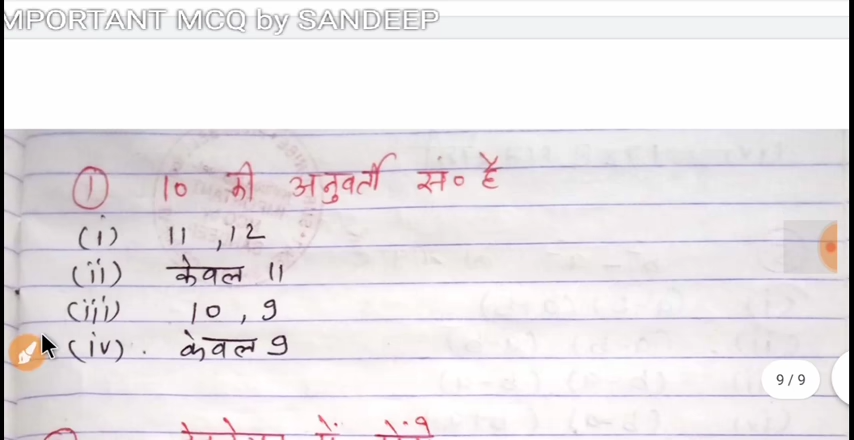 MPORTANT MCQ by SANDEEP
① 10 की अनुवर्ती सं० है
(i) 11, 12
(ii) केवल 11
(iii) 10, 9
(iv). केवल 9
9 / 9